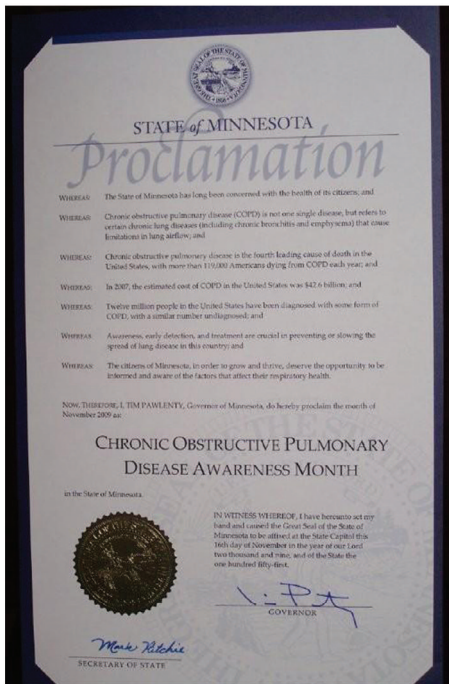 STATE of MINNESOTA
Proclamation
WHEREAS: The State of Minnesota has long been concerned with the health of its citizens; and
WHEREAS: Chronic obstructive pulmonary disease (COPD) is not one single disease, but refers to
certain chronic lung diseases (including chronic bronchitis and emphysema) that cause
limitations in lung airflow; and
WHEREAS: Chronic obstructive pulmonary disease is the fourth leading cause of death in the
United States, with more than 119,000 Americans dying from COPD each year; and
WHEREAS: In 2007, the estimated cost of COPD in the United States was $42.6 billion; and
WHEREAS: Twelve million people in the United States have been diagnosed with some form of
COPD, with a similar number undiagnosed; and
WHEREAS: Awareness, early detection, and treatment are crucial in preventing or slowing the
spread of lung disease in this country; and
WHEREAS: The citizens of Minnesota, in order to grow and thrive, deserve the opportunity to be
informed and aware of the factors that affect their respiratory health.
NOW, THEREFORE, I, TIM PAWLENTY, Governor of Minnesota, do hereby proclaim the month of
November 2009 as:
CHRONIC OBSTRUCTIVE PULMONARY
DISEASE AWARENESS MONTH
in the State of Minnesota.
IN WITNESS WHEREOF, I have hereunto set my
hand and caused the Great Seal of the State of
Minnesota to be affixed at the State Capitol this
16th day of November in the year of our Lord
two thousand and nine, and of the State the
one hundred fifty-first.
GOVERNOR
Mark Ritchie
SECRETARY OF STATE